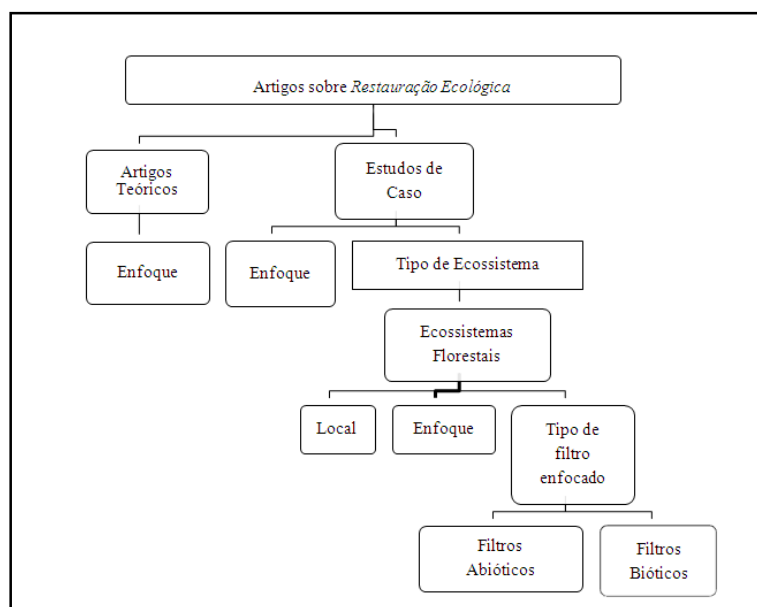 Artigos sobre Restauração Ecológica
Artigos
Teóricos
Estudos de
Caso
Enfoque
Enfoque
Tipo de Ecossistema
Ecossistemas
Florestais
Local
Enfoque
Tipo de
filtro
enfocado
Filtros
Abióticos
Filtros
Bióticos